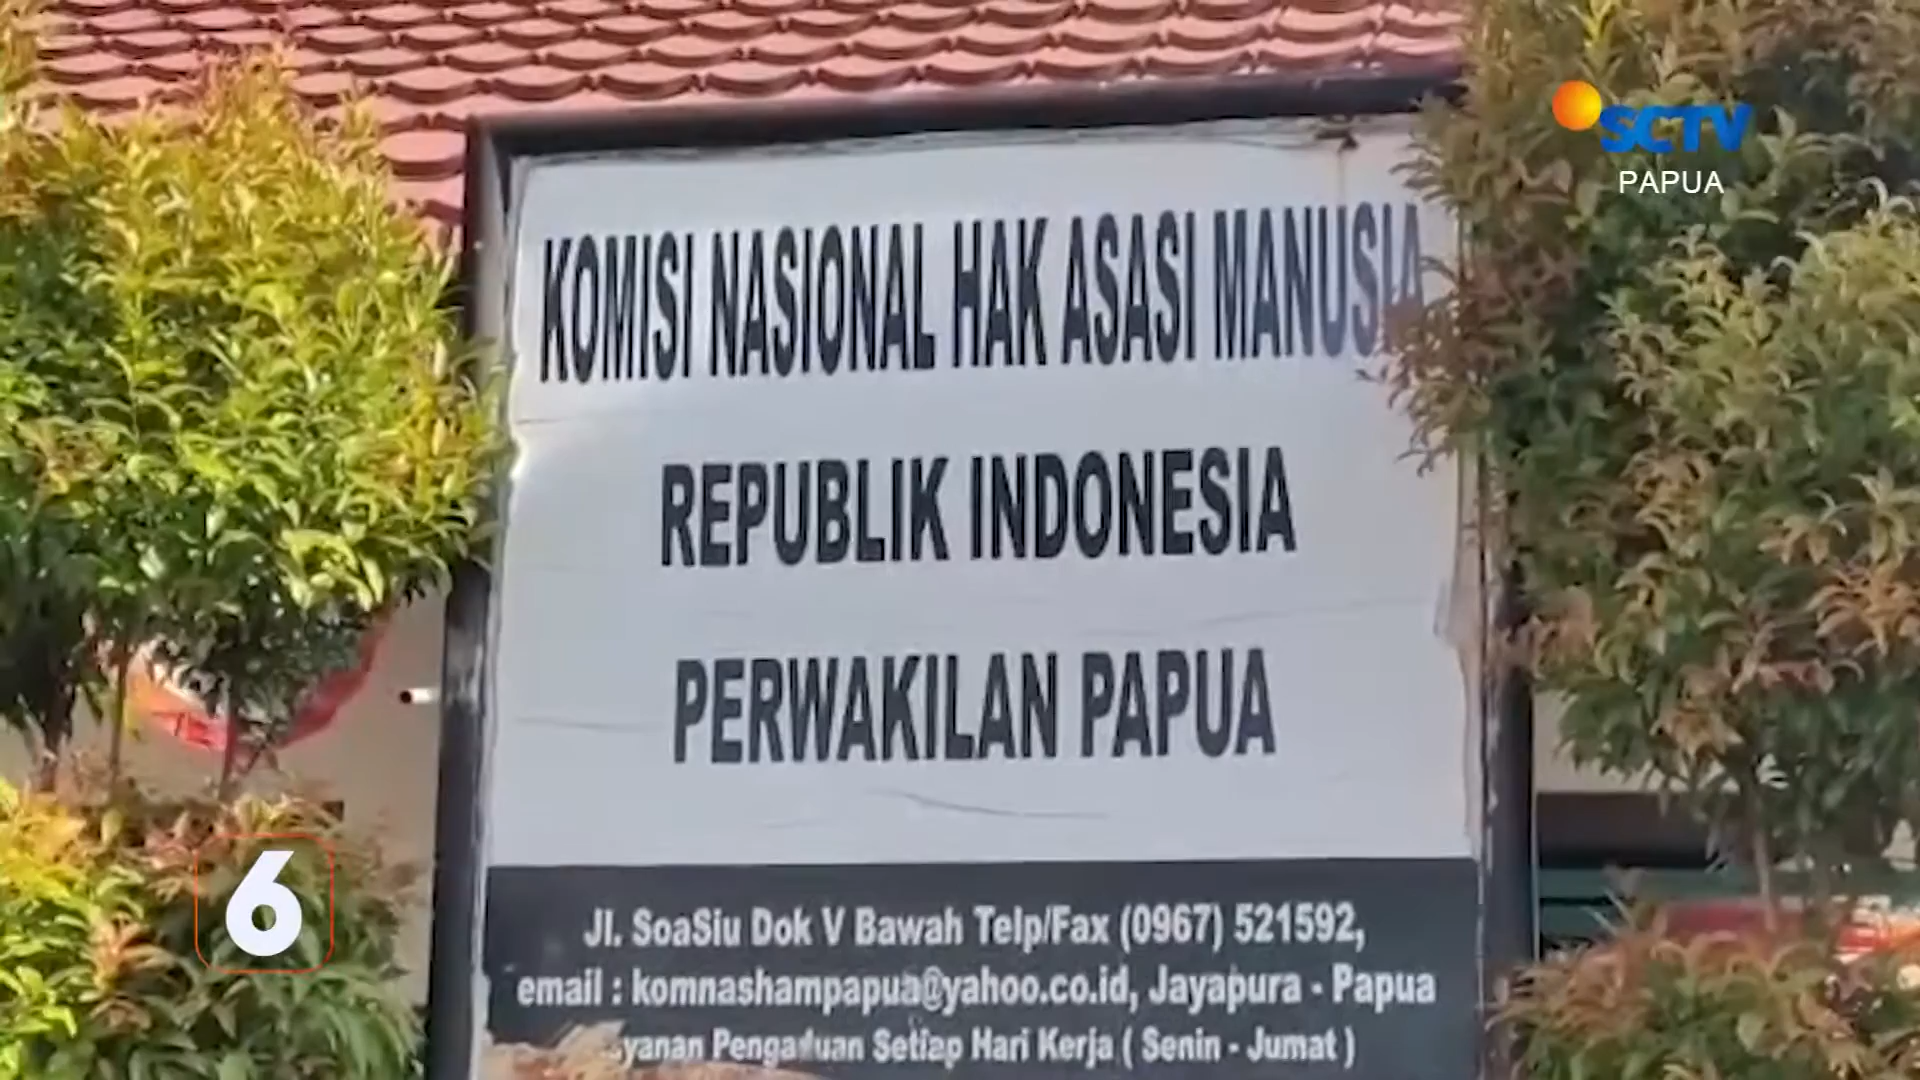 SCTV
PAPUA
KOMISI NASIONAL HAK ASASI MANUSIA
REPUBLIK INDONESIA
PERWAKILAN PAPUA
Jl. SoaSiu Dok V Bawah Telp/Fax (0967) 521592,
email : komnashampapua@yahoo.co.id, Jayapura - Papua
Pengaduan Setiap Hari Kerja ( Senin - Jumat )
6